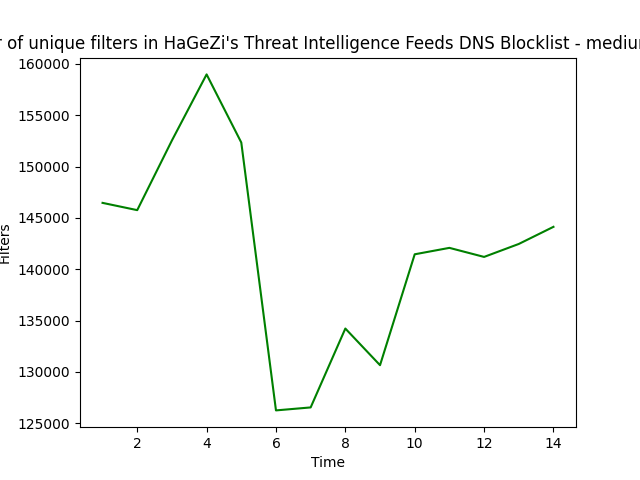 r of unique filters in HaGeZi's Threat Intelligence Feeds DNS Blocklist - mediu
160000
155000
150000
145000
140000
135000
130000
125000
Filters
2 4 6 8 10 12 14
Time